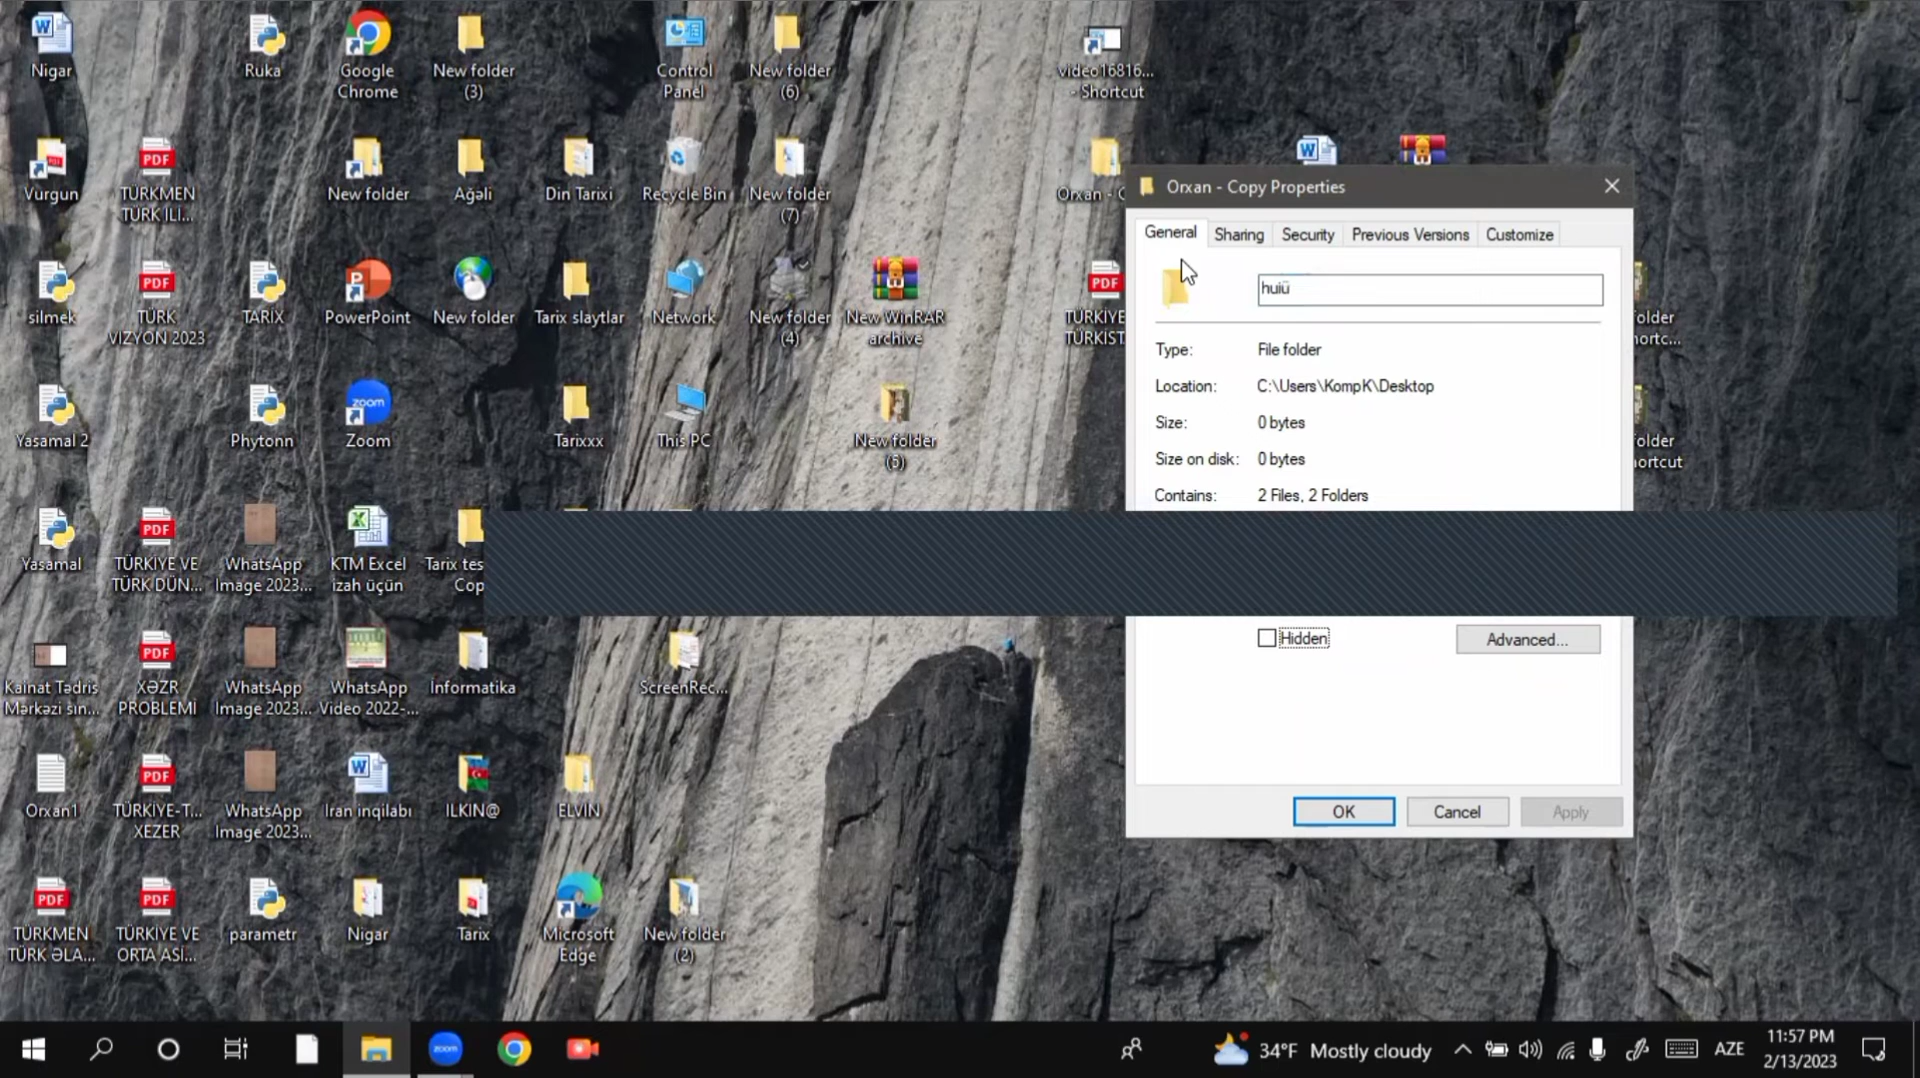 Nigar
Ruka
Google
Chrome
New folder
(3)
Control
Panel
New folder
(6)
video16816...
- Shortcut
Vurgun
TÜRKMEN
TÜRK İLİ...
New folder
Ağəli
Din Tarixi
Recycle Bin
New folder
(7)
Orxan - C
silmek
TÜRK
VİZYON 2023
TARİX
PowerPoint
New folder
Tarix slaytlar
Network
New folder
(4)
New WinRAR
archive
TÜRKİYE
TÜRKİST
Yasamal 2
Phytonn
Zoom
Tarixxx
This PC
New folder
(5)
Yasamal
TÜRKİYE VE
TÜRK DÜN...
WhatsApp
Image 2023...
KTM Excel
izah üçün
Tarix tes
Cop
Kainat Tədris
Mərkəzi sın...
XƏZR
PROBLEMİ
WhatsApp
Image 2023...
WhatsApp
Video 2022-...
İnformatika
ScreenRec...
Orxan1
TÜRKİYE-T...
XEZER
WhatsApp
Image 2023...
İran inqilabı
ILKIN@
ELVİN
TÜRKMEN
TÜRK ƏLA...
TÜRKİYE VE
ORTA ASİ...
parametr
Nigar
Tarix
Microsoft
Edge
New folder
(2)
Orxan - Copy Properties
General Sharing Security Previous Versions Customize
huiü
Type: File folder
Location: C:\Users\KompK\Desktop
Size: 0 bytes
Size on disk: 0 bytes
Contains: 2 Files, 2 Folders
Hidden
Advanced...
OK Cancel Apply
older
ortc...
older
ortcut
34°F Mostly cloudy
AZE
11:57 PM
2/13/2023